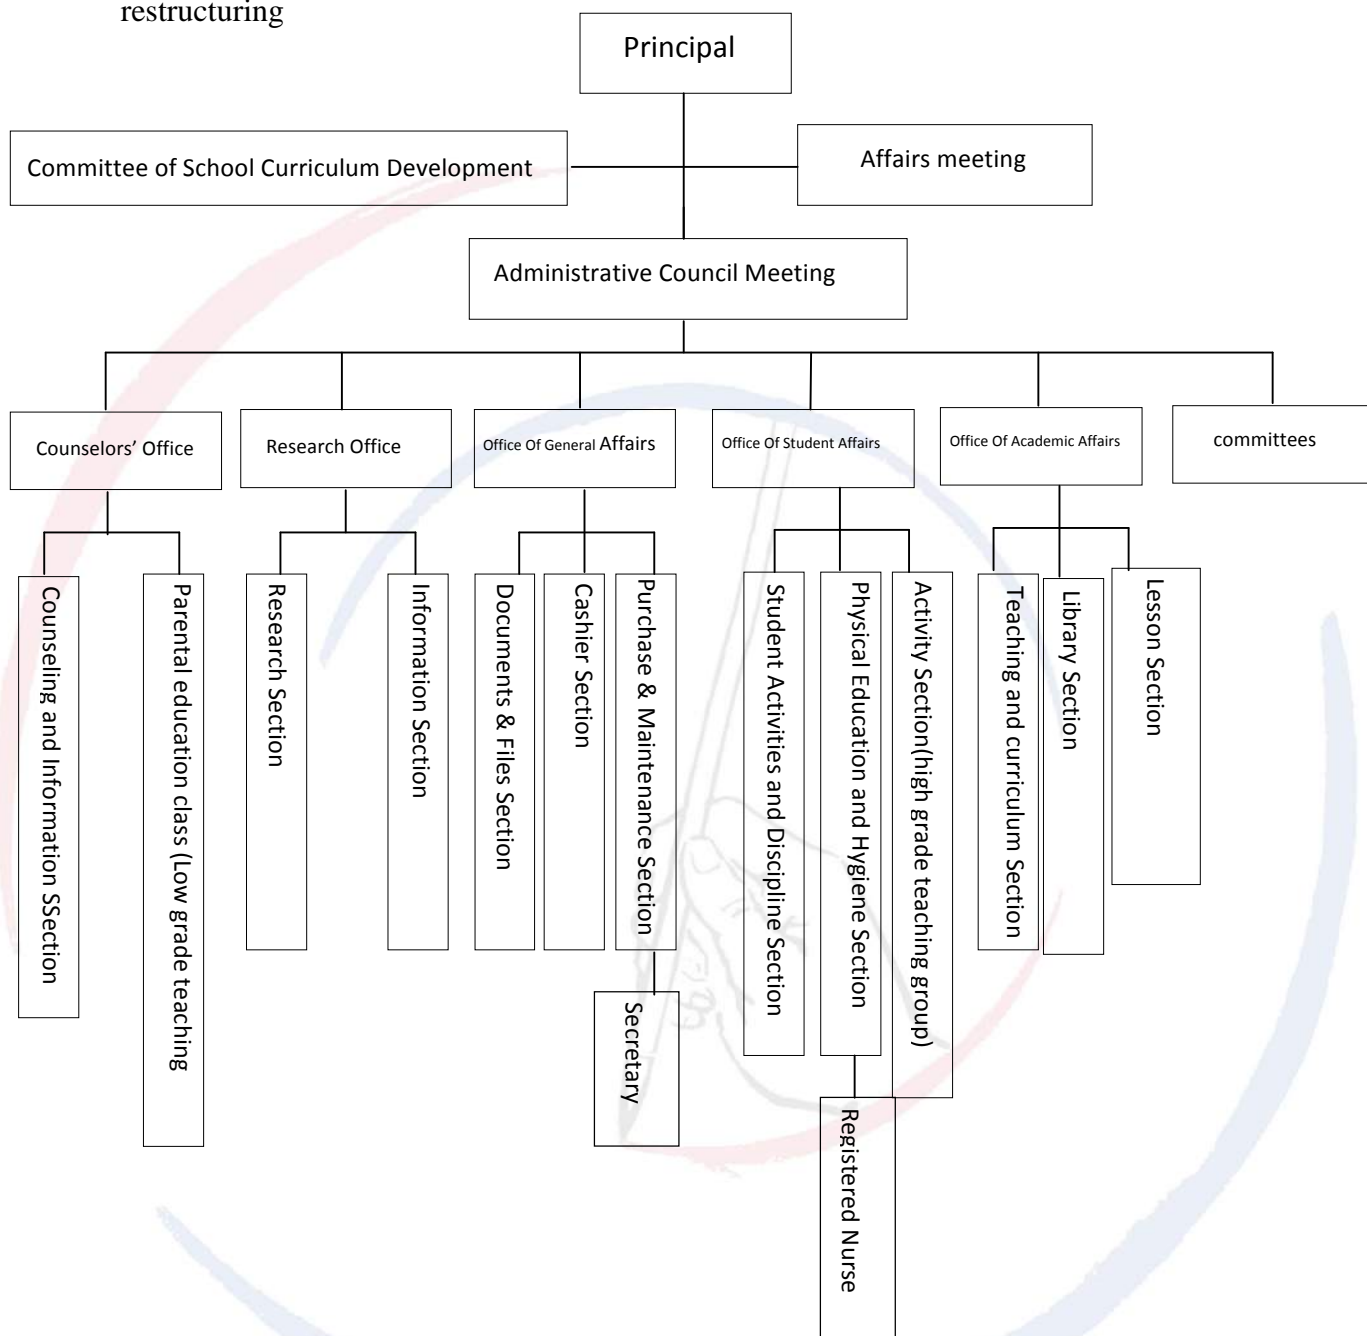 restructuring
Principal
Committee of School Curriculum Development
Affairs meeting
Administrative Council Meeting
Counselors’ Office
Research Office
Office Of General Affairs
Office Of Student Affairs
Office Of Academic Affairs
committees
Counseling and Information SSection
Parental education class (Low grade teaching
Research Section
Information Section
Documents & Files Section
Cashier Section
Purchase & Maintenance Section
Student Activities and Discipline Section
Physical Education and Hygiene Section
Activity Section(high grade teaching group)
Teaching and curriculum Section
Library Section
Lesson Section
Secretary
Registered Nurse